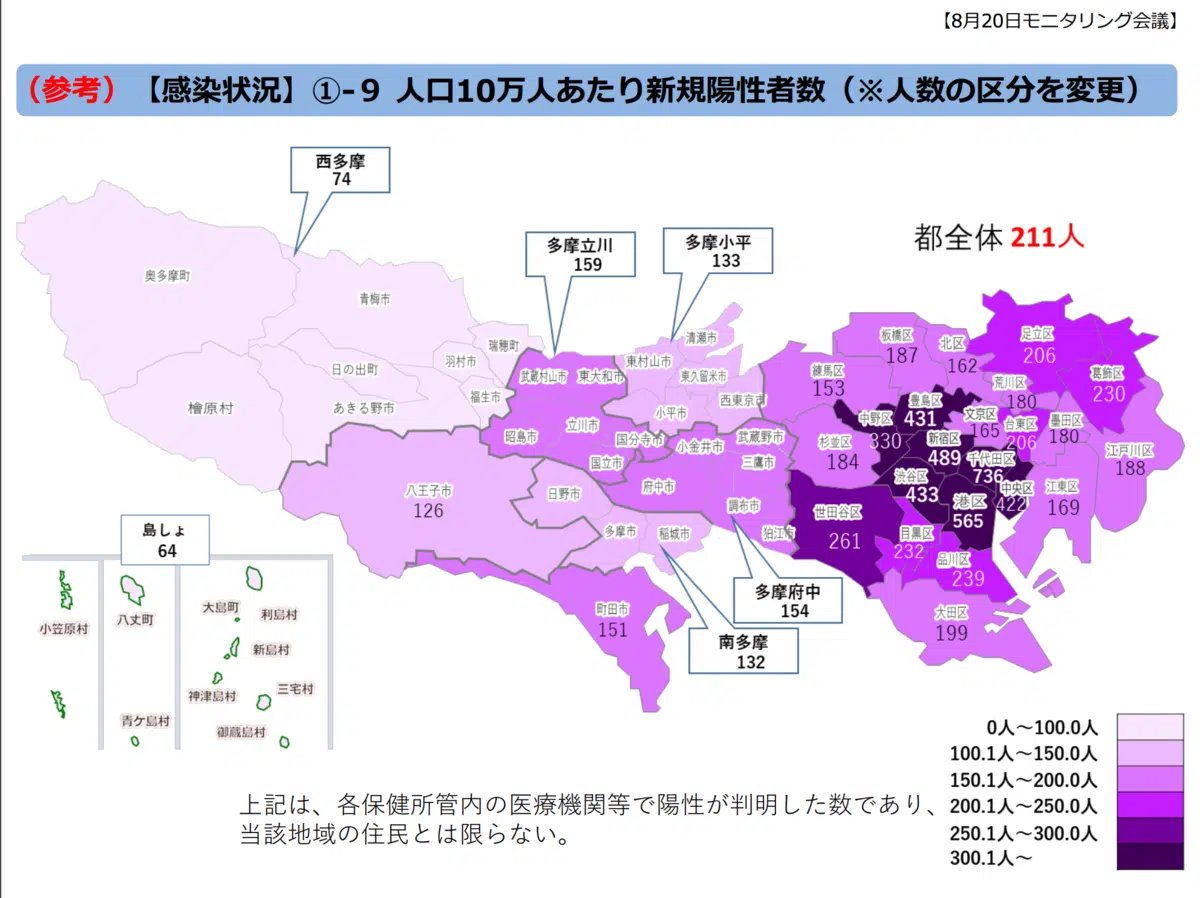 【8月20日モニタリング会議】
（参考）【感染状況】①-９ 人口10万人あたり新規陽性者数（※人数の区分を変更）
西多摩
74
多摩立川
159
多摩小平
133
都全体 211人
奥多摩町
青梅市
瑞穂町
羽村市
日の出町
福生市
檜原村
あきる野市
武蔵村山市
東大和市
昭島市
立川市
国分寺市
国立市
東村山市
清瀬市
東久留米市
小平市
西東京市
小金井市
武蔵野市
三鷹市
府中市
調布市
狛江市
八王子市
126
日野市
多摩市
稲城市
町田市
151
多摩府中
154
南多摩
132
板橋区
187
北区
162
足立区
206
葛飾区
230
練馬区
153
荒川区
180
豊島区
431
文京区
165
台東区
206
墨田区
180
中野区
330
杉並区
184
新宿区
489
千代田区
736
江戸川区
188
渋谷区
433
港区
565
中央区
422
江東区
169
世田谷区
261
目黒区
232
品川区
239
大田区
199
島しょ
64
小笠原村
八丈町
青ケ島村
大島町
利島村
新島村
神津島村
三宅村
御蔵島村
0人～100.0人
100.1人～150.0人
150.1人～200.0人
200.1人～250.0人
250.1人～300.0人
300.1人～
上記は、各保健所管内の医療機関等で陽性が判明した数であり、
当該地域の住民とは限らない。